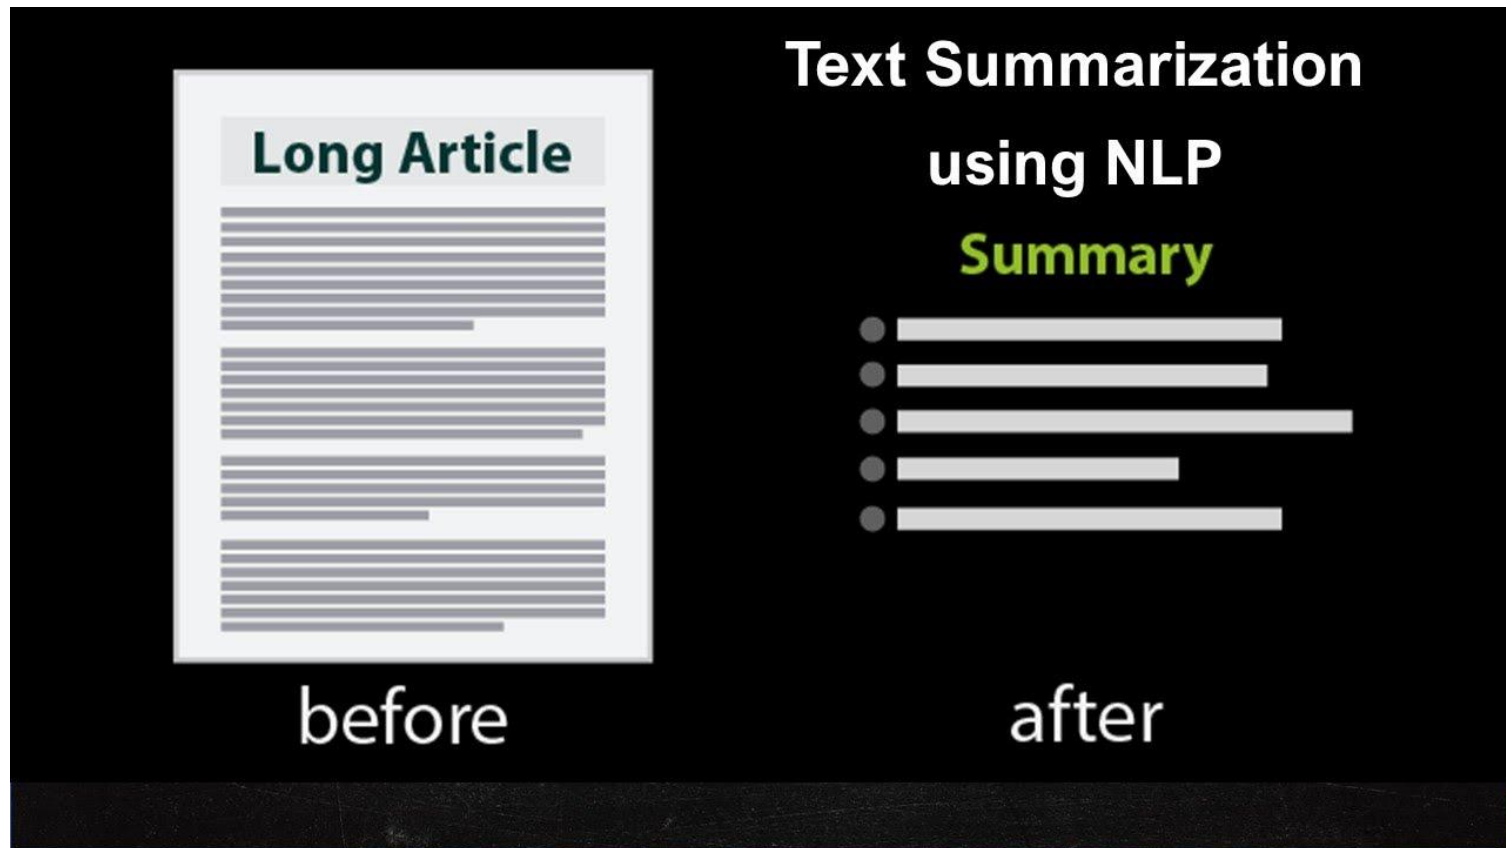 Text Summarization
using NLP
Long Article
Summary
before
after